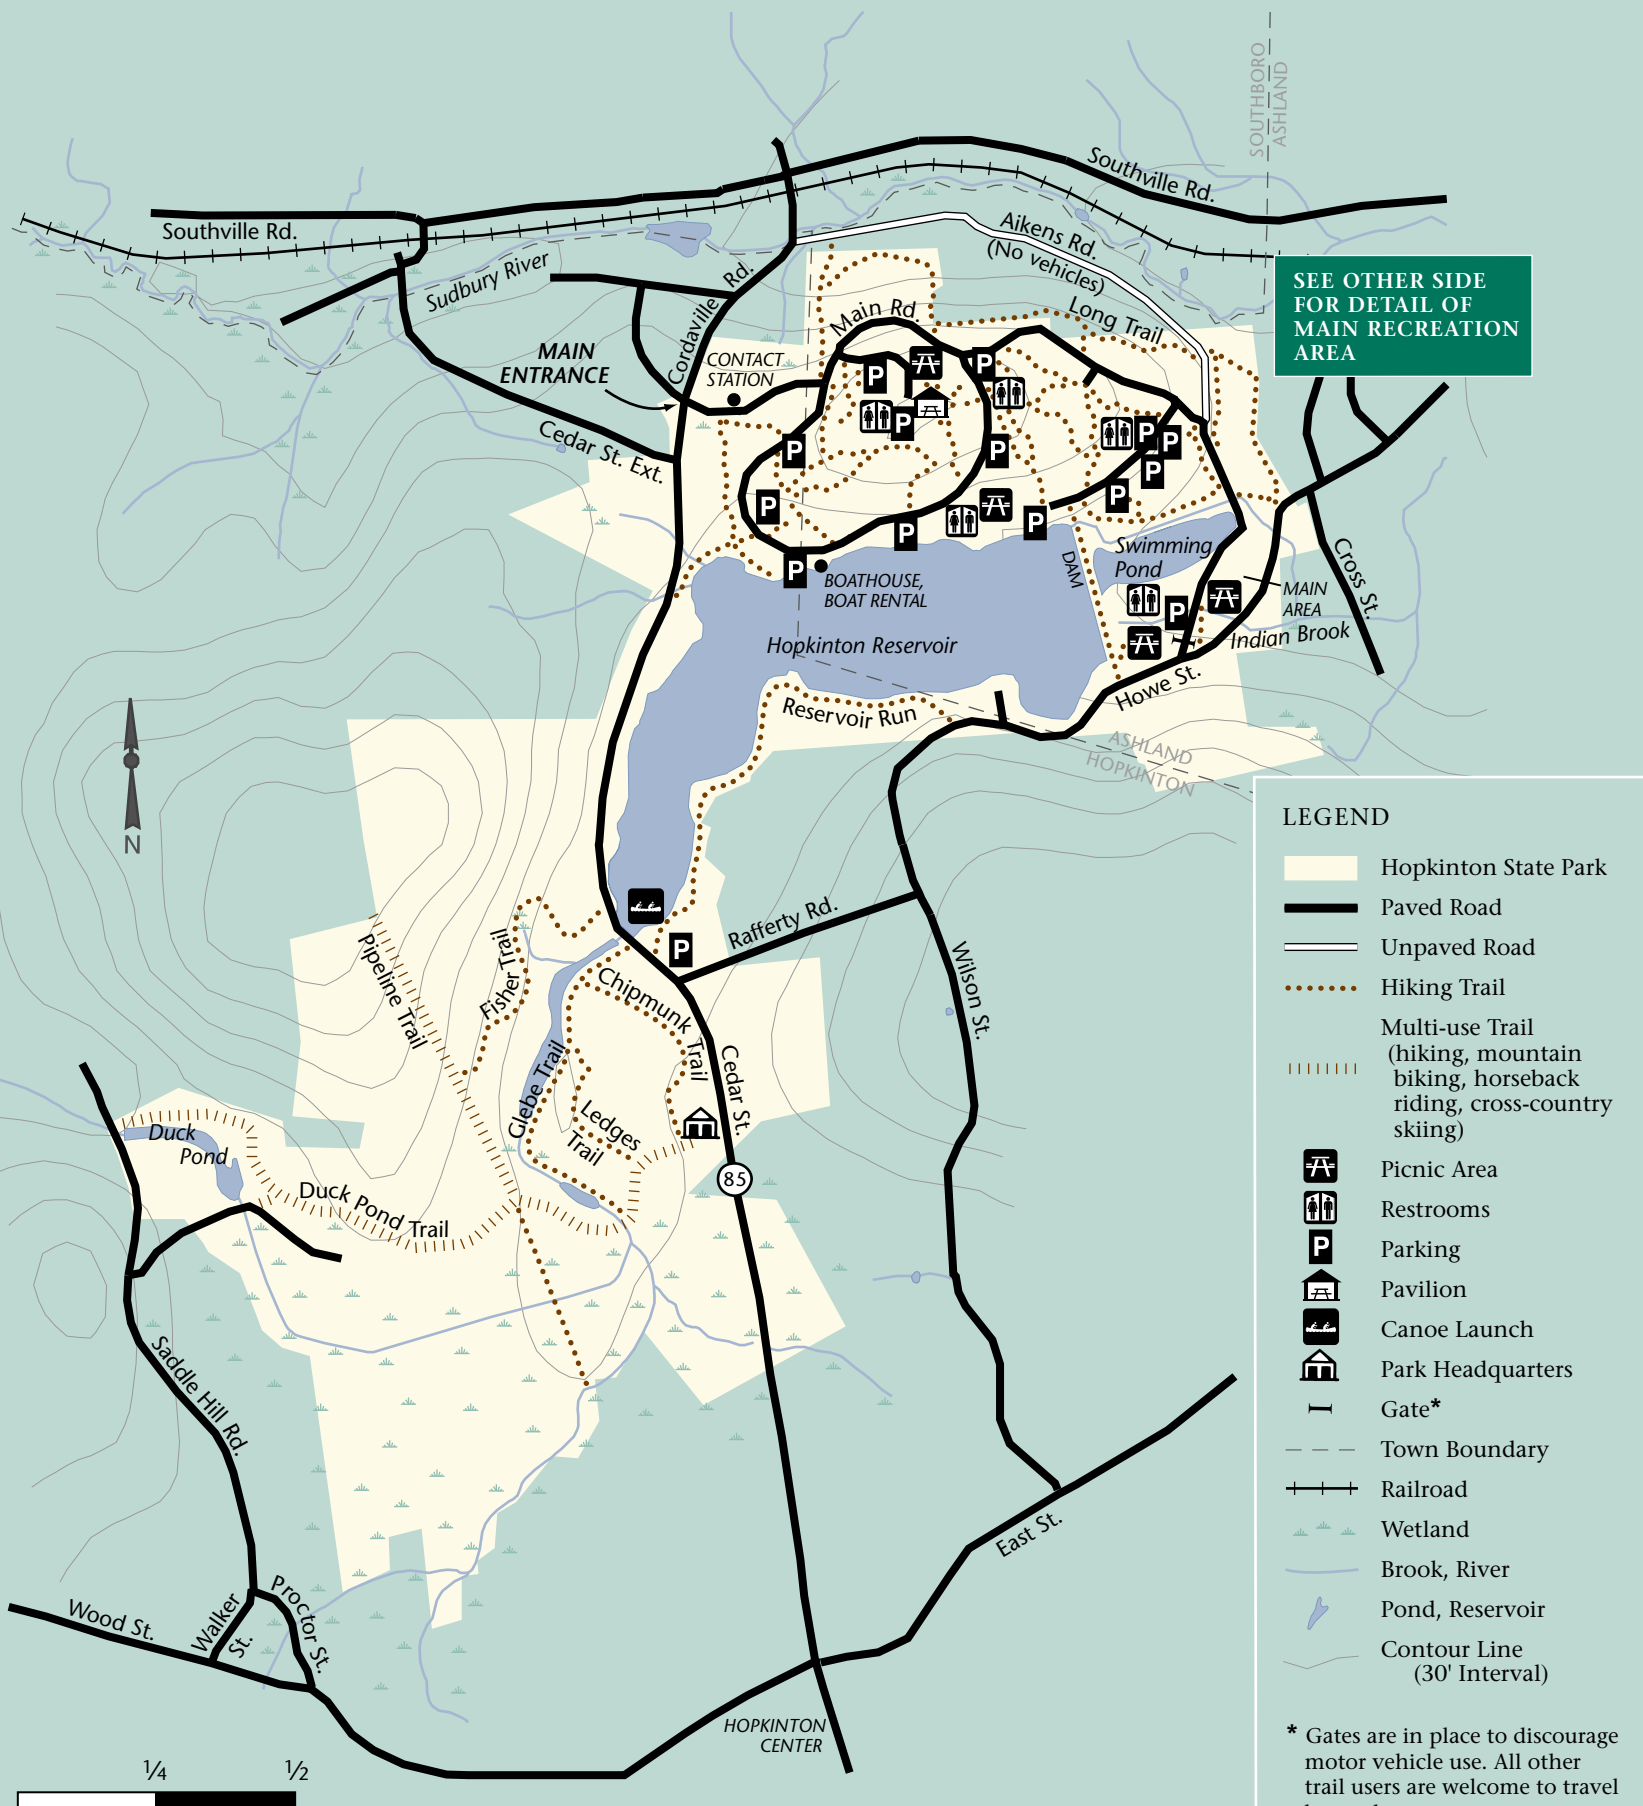 SOUTHBORO
ASHLAND
Southville Rd.
Southville Rd.
Aikens Rd.
(No vehicles)
Sudbury River
Cordaville Rd.
SEE OTHER SIDE
FOR DETAIL OF
MAIN RECREATION
AREA
Main Rd.
Long Trail
MAIN
ENTRANCE
CONTACT
STATION
P
P
P
Cedar St. Ext.
P
P
P
P
P
P
P
P
P
P
Swimming
Pond
DAM
Cross St.
P
BOATHOUSE,
BOAT RENTAL
MAIN
AREA
P
Indian Brook
Hopkinton Reservoir
Howe St.
Reservoir Run
ASHLAND
HOPKINTON
N
Rafferty Rd.
P
Pipeline Trail
Fisher Trail
Chipmunk
Trail
Wilson St.
Glebe Trail
Cedar St.
Ledges
Trail
Duck
Pond
Duck Pond Trail
85
Saddle Hill Rd.
East St.
Wood St.
Walker
St.
Proctor St.
HOPKINTON
CENTER
1/4
1/2
LEGEND
Hopkinton State Park
Paved Road
Unpaved Road
Hiking Trail
Multi-use Trail
(hiking, mountain
biking, horseback
riding, cross-country
skiing)
Picnic Area
Restrooms
P Parking
Pavilion
Canoe Launch
Park Headquarters
Gate*
Town Boundary
Railroad
Wetland
Brook, River
Pond, Reservoir
Contour Line
(30' Interval)
* Gates are in place to discourage
motor vehicle use. All other
trail users are welcome to travel